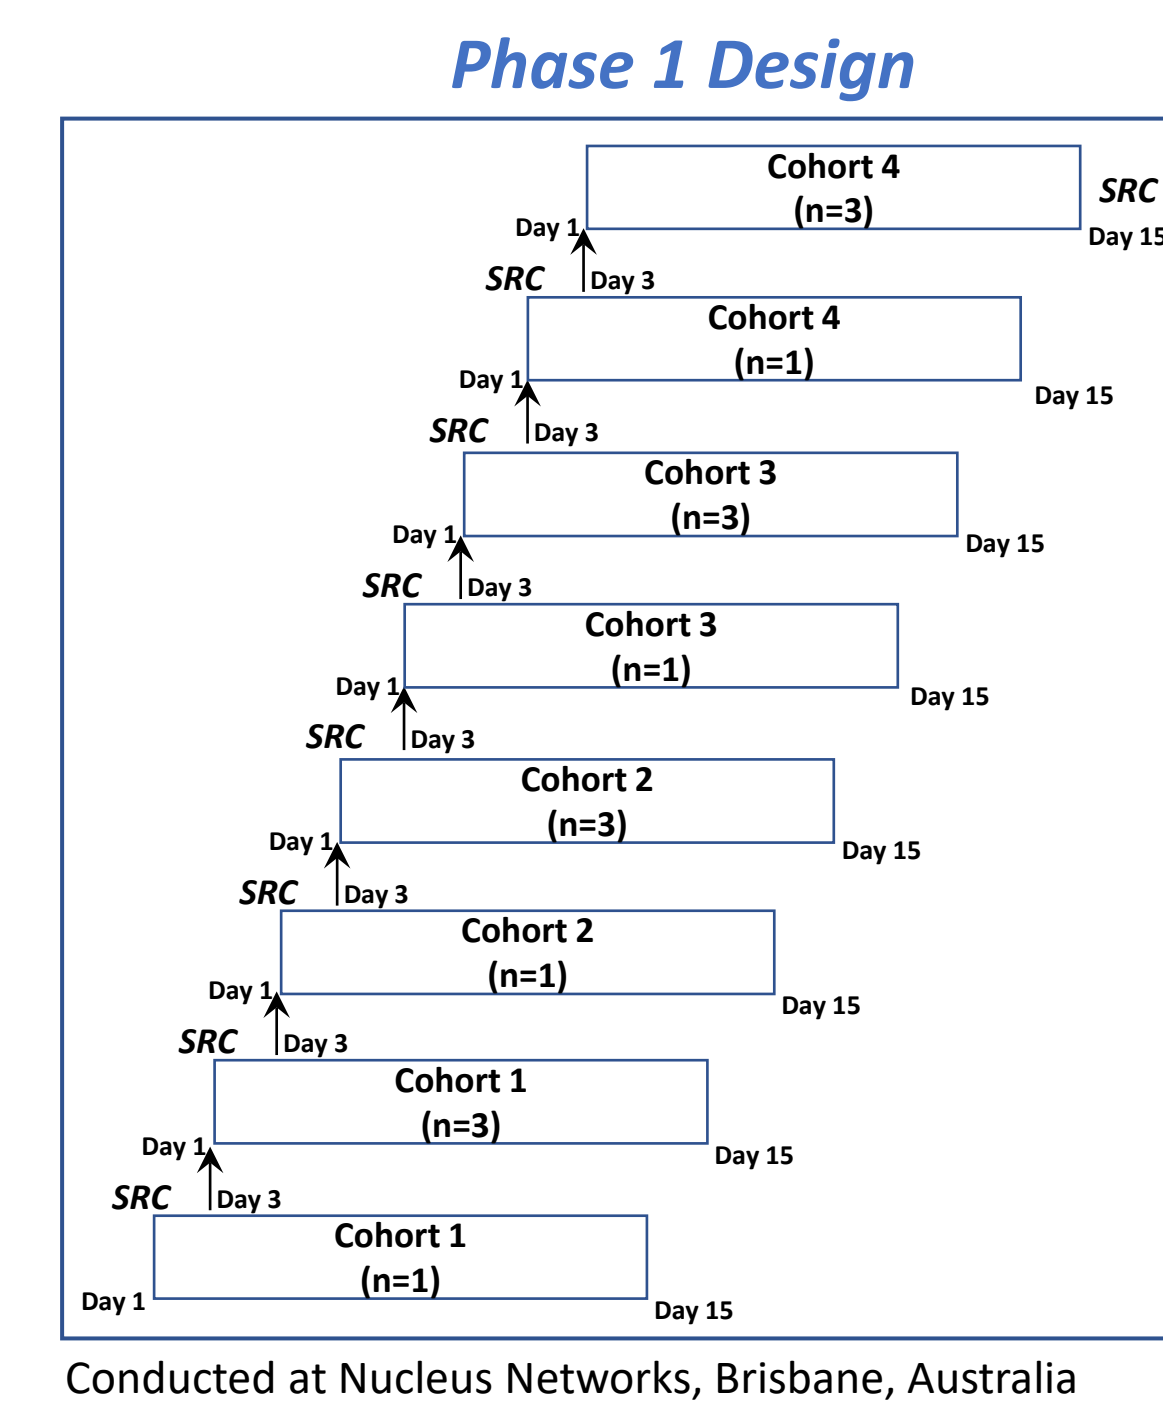 Phase 1 Design
Cohort 4
(n=3)
SRC
Day 1
Day 15
SRC
Day 3
Cohort 4
(n=1)
Day 1
Day 15
SRC
Day 3
Cohort 3
(n=3)
Day 1
Day 15
SRC
Day 3
Cohort 3
(n=1)
Day 1
Day 15
SRC
Day 3
Cohort 2
(n=3)
Day 1
Day 15
SRC
Day 3
Cohort 2
(n=1)
Day 1
Day 15
SRC
Day 3
Cohort 1
(n=3)
Day 1
Day 15
SRC
Day 3
Cohort 1
(n=1)
Day 1
Day 15
Conducted at Nucleus Networks, Brisbane, Australia